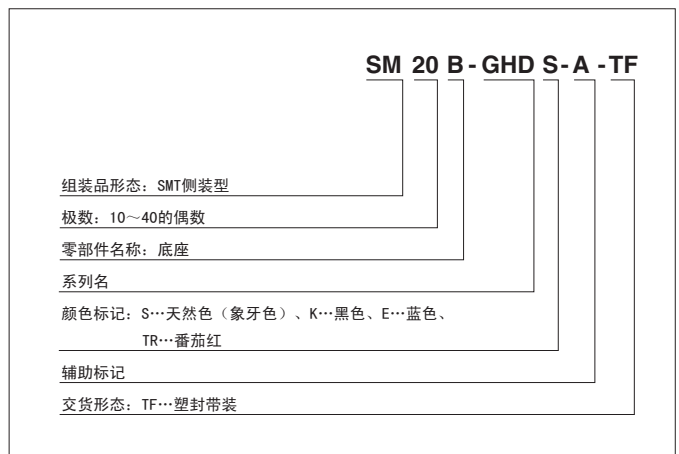 SM 20 B - GHD S - A - TF
组装品形态：SMT侧装型
极数：10～40的偶数
零部件名称：底座
系列名
颜色标记：S…天然色（象牙色）、K…黑色、E…蓝色、
TR…番茄红
辅助标记
交货形态：TF…塑封带装